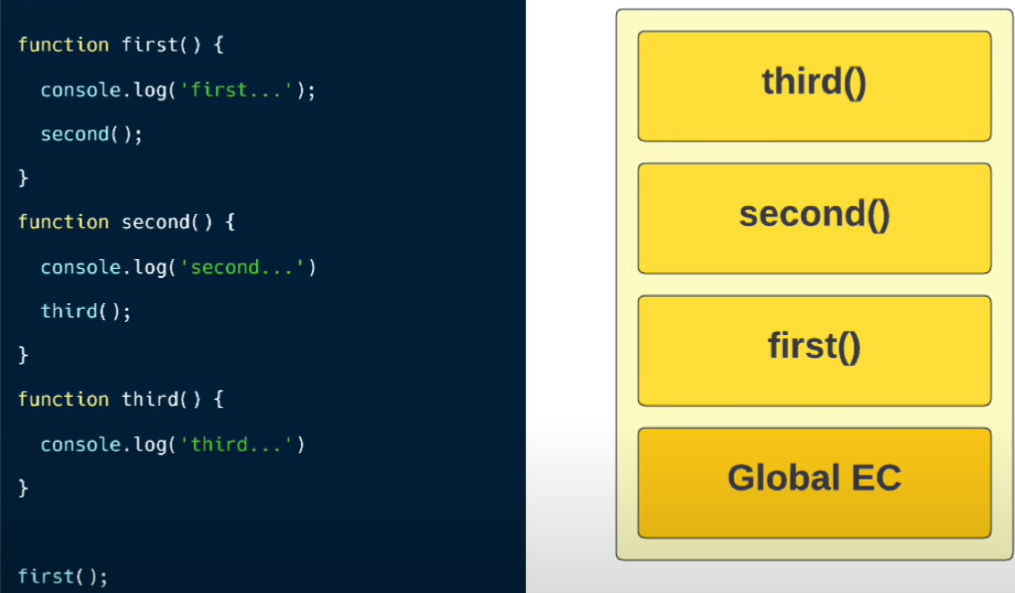 function first() {
console.log('first...');
second();
}
function second() {
console.log('second...')
third();
}
function third() {
console.log('third...')
}
first();
third()
second()
first()
Global EC